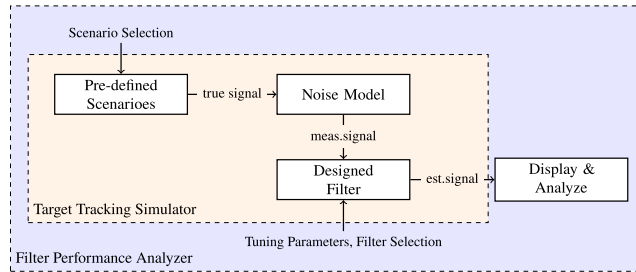 Scenario Selection
Pre-defined
Scenarioes
true signal
Noise Model
meas.signal
Designed
Filter
est.signal
Display &
Analyze
Target Tracking Simulator
Tuning Parameters, Filter Selection
Filter Performance Analyzer